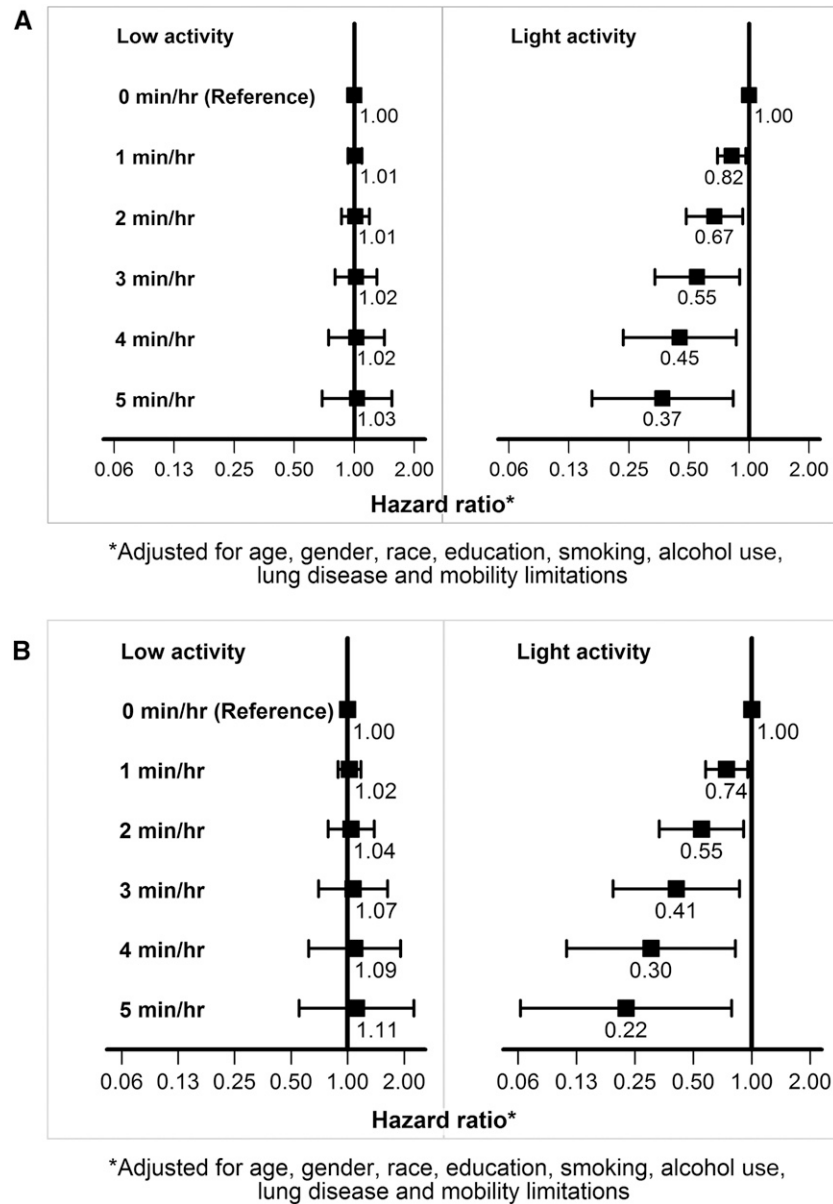 A
Low activity
Light activity
0 min/hr (Reference)
1.00
1.00
1 min/hr
1.01
0.82
2 min/hr
1.01
0.67
3 min/hr
1.02
0.55
4 min/hr
1.02
0.45
5 min/hr
1.03
0.37
0.06 0.13 0.25 0.50 1.00 2.00
0.06 0.13 0.25 0.50 1.00 2.00
Hazard ratio*
*Adjusted for age, gender, race, education, smoking, alcohol use,
lung disease and mobility limitations
B
Low activity
Light activity
0 min/hr (Reference)
1.00
1.00
1 min/hr
1.02
0.74
2 min/hr
1.04
0.55
3 min/hr
1.07
0.41
4 min/hr
1.09
0.30
5 min/hr
1.11
0.22
0.06 0.13 0.25 0.50 1.00 2.00
0.06 0.13 0.25 0.50 1.00 2.00
Hazard ratio*
*Adjusted for age, gender, race, education, smoking, alcohol use,
lung disease and mobility limitations